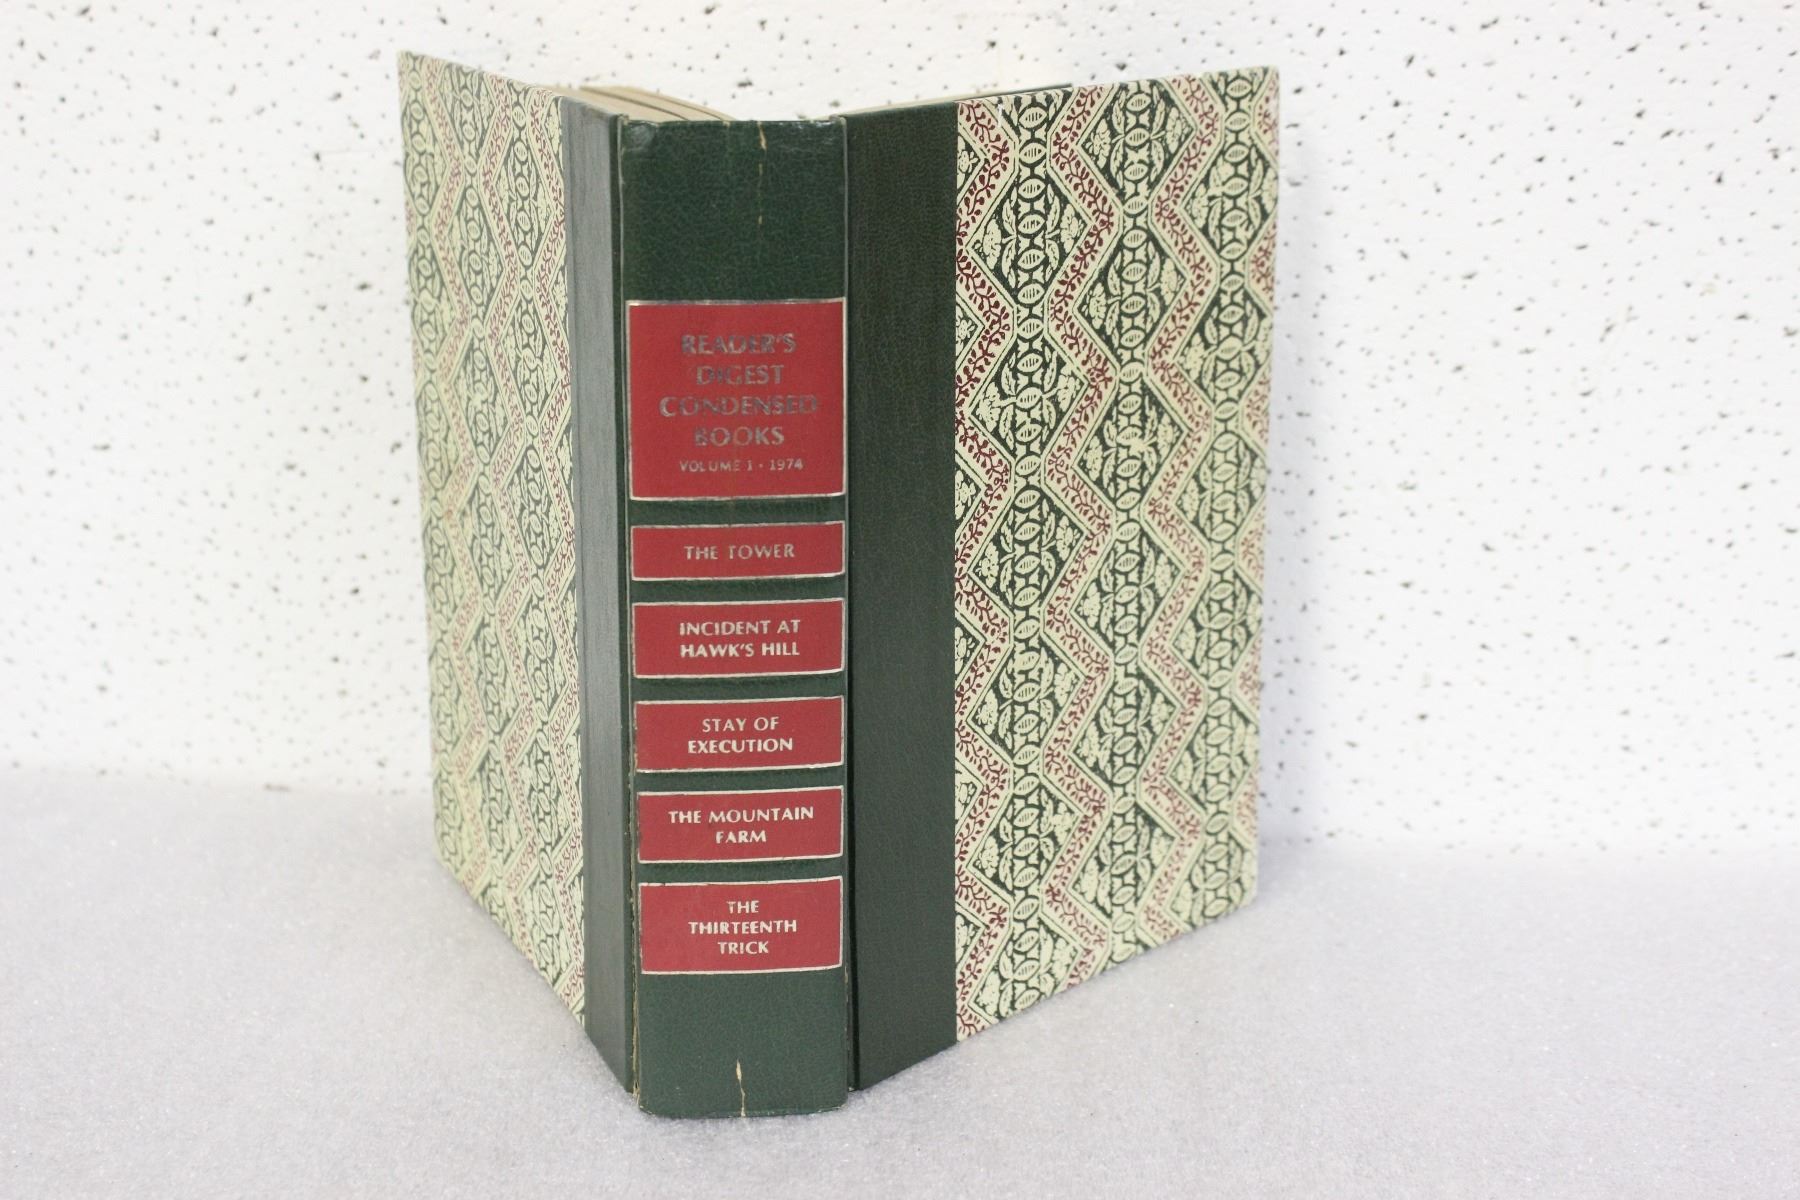 READER'S
DIGEST
CONDENSED
BOOKS
VOLUME 1 · 1974
THE TOWER
INCIDENT AT
HAWK'S HILL
STAY OF
EXECUTION
THE MOUNTAIN
FARM
THE
THIRTEENTH
TRICK